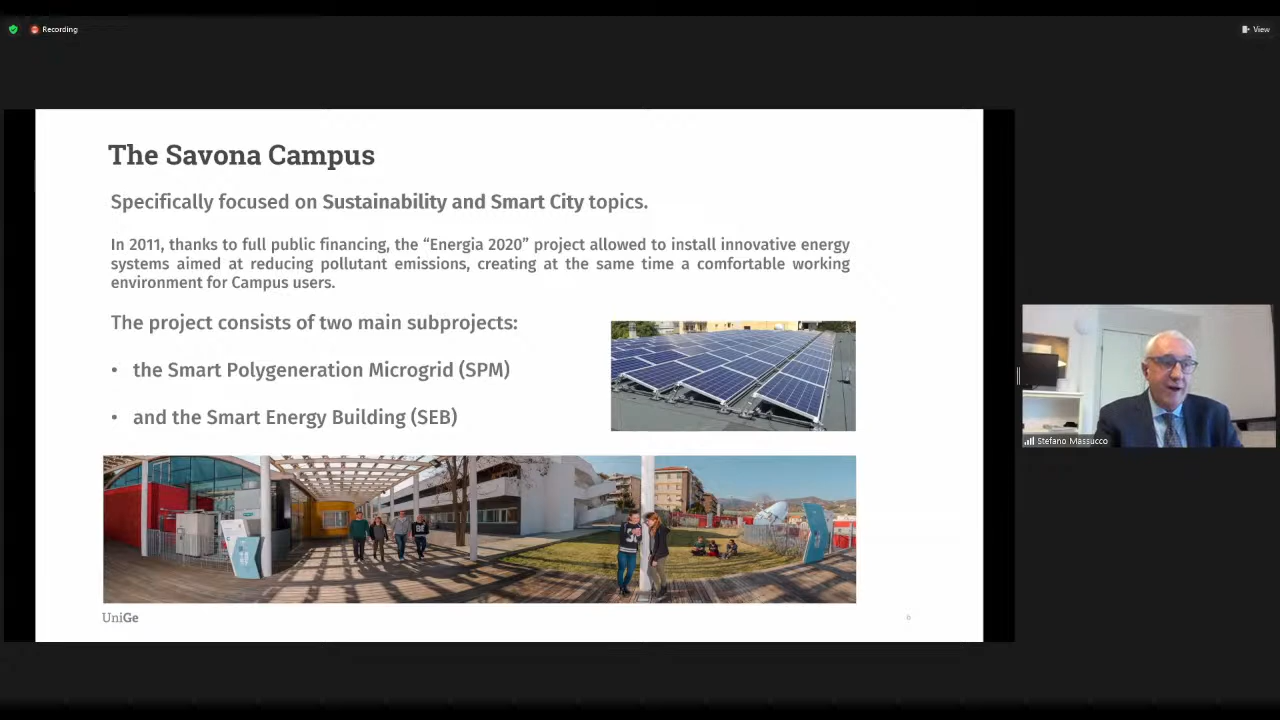 Recording
View
The Savona Campus
Specifically focused on Sustainability and Smart City topics.
In 2011, thanks to full public financing, the “Energia 2020” project allowed to install innovative energy
systems aimed at reducing pollutant emissions, creating at the same time a comfortable working
environment for Campus users.
The project consists of two main subprojects:
• the Smart Polygeneration Microgrid (SPM)
• and the Smart Energy Building (SEB)
UniGe
6
Stefano Massucco